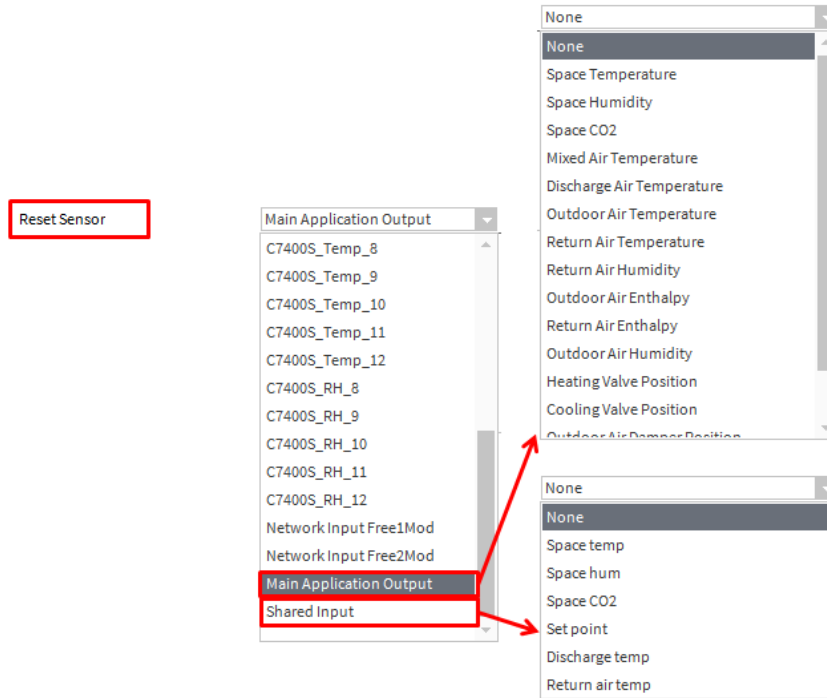 Reset Sensor
Main Application Output
C7400S_Temp_8
C7400S_Temp_9
C7400S_Temp_10
C7400S_Temp_11
C7400S_Temp_12
C7400S_RH_8
C7400S_RH_9
C7400S_RH_10
C7400S_RH_11
C7400S_RH_12
Network Input Free1Mod
Network Input Free2Mod
Main Application Output
Shared Input
None
None
Space Temperature
Space Humidity
Space CO2
Mixed Air Temperature
Discharge Air Temperature
Outdoor Air Temperature
Return Air Temperature
Return Air Humidity
Outdoor Air Enthalpy
Return Air Enthalpy
Outdoor Air Humidity
Heating Valve Position
Cooling Valve Position
Outdoor Air Damper Position
None
None
Space temp
Space hum
Space CO2
Set point
Discharge temp
Return air temp